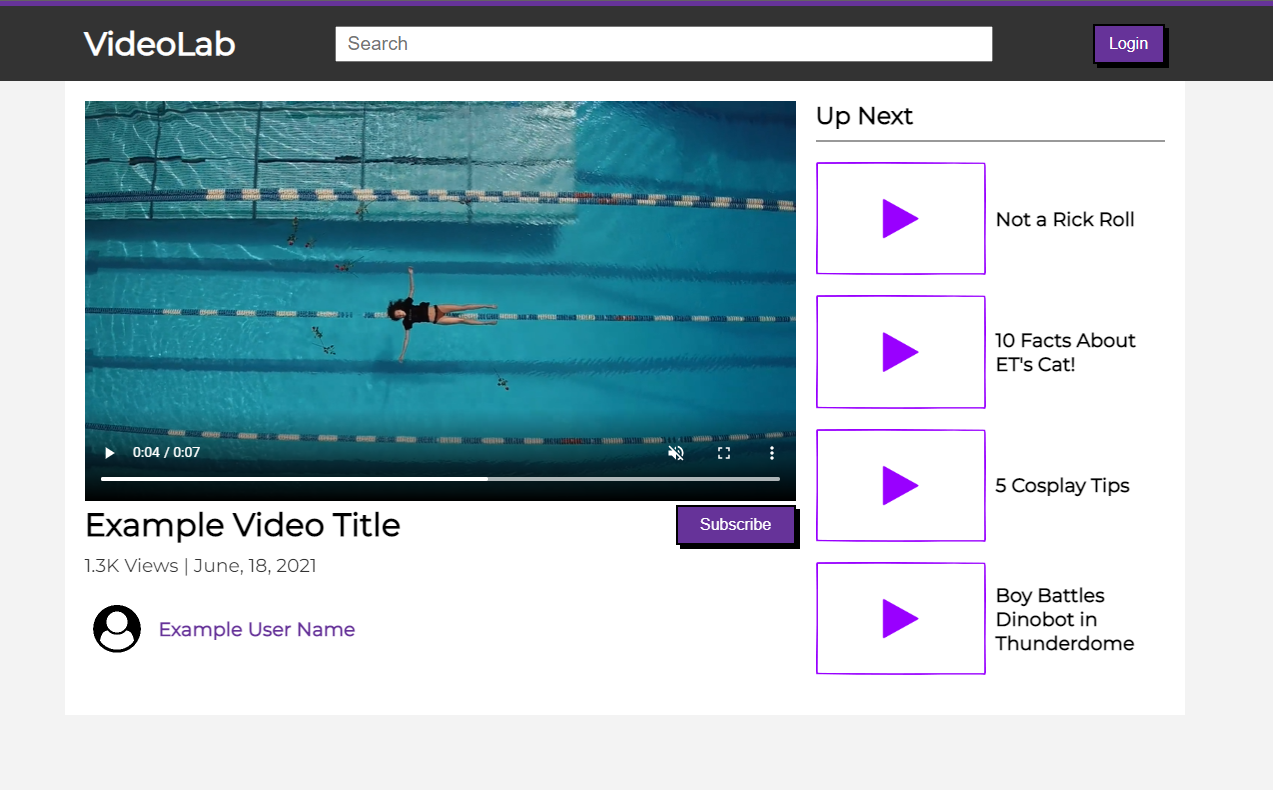 VideoLab
Search
Login
0:04 / 0:07
Example Video Title
Subscribe
1.3K Views | June, 18, 2021
Example User Name
Up Next
Not a Rick Roll
10 Facts About
ET's Cat!
5 Cosplay Tips
Boy Battles
Dinobot in
Thunderdome